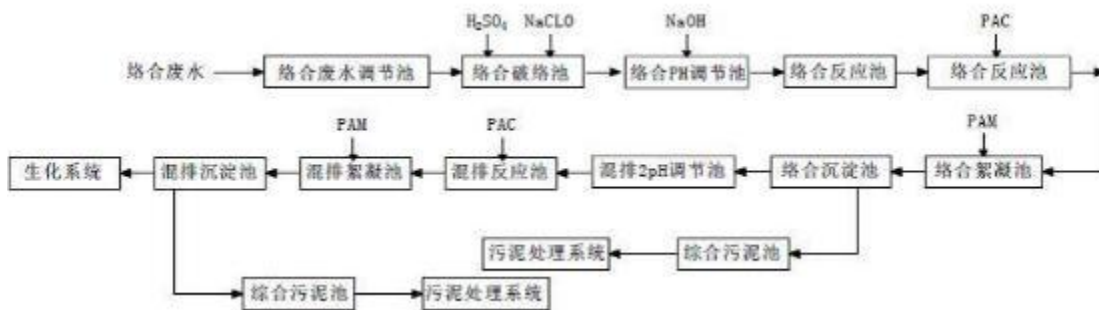 H₂SO₄ NaCLO NaOH PAC
络合废水 络合废水调节池 络合破络池 络合PH调节池 络合反应池 络合反应池
PAM PAC PAM
生化系统 混排沉淀池 混排絮凝池 混排反应池 混排2pH调节池 络合沉淀池 络合絮凝池
污泥处理系统 综合污泥池
综合污泥池 污泥处理系统